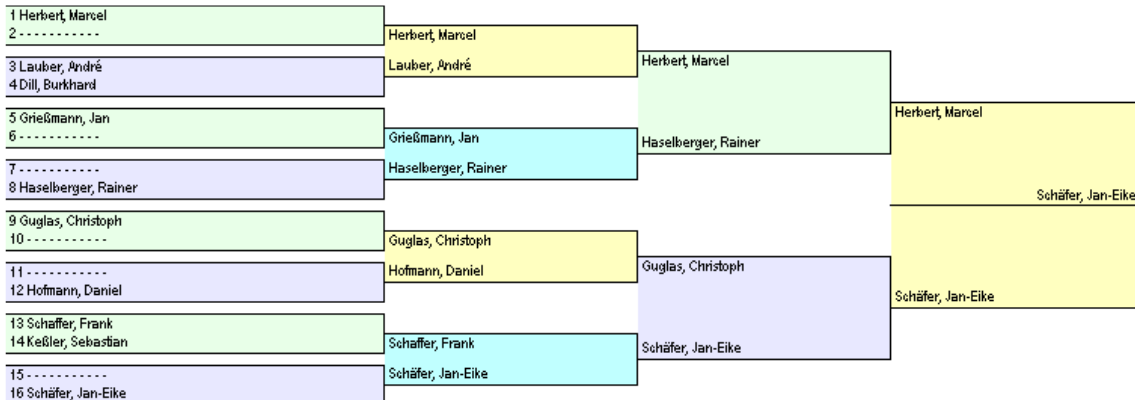 1 Herbert, Marcel
2 - - - - - - - - - - -
3 Lauber, André
4 Dill, Burkhard
5 Grießmann, Jan
6 - - - - - - - - - - -
7 - - - - - - - - - - -
8 Haselberger, Rainer
9 Guglas, Christoph
10 - - - - - - - - - - -
11 - - - - - - - - - - -
12 Hofmann, Daniel
13 Schaffer, Frank
14 Keßler, Sebastian
15 - - - - - - - - - - -
16 Schäfer, Jan-Eike
Herbert, Marcel
Lauber, André
Grießmann, Jan
Haselberger, Rainer
Guglas, Christoph
Hofmann, Daniel
Schaffer, Frank
Schäfer, Jan-Eike
Herbert, Marcel
Haselberger, Rainer
Guglas, Christoph
Schäfer, Jan-Eike
Herbert, Marcel
Schäfer, Jan-Eike
Schäfer, Jan-Eike